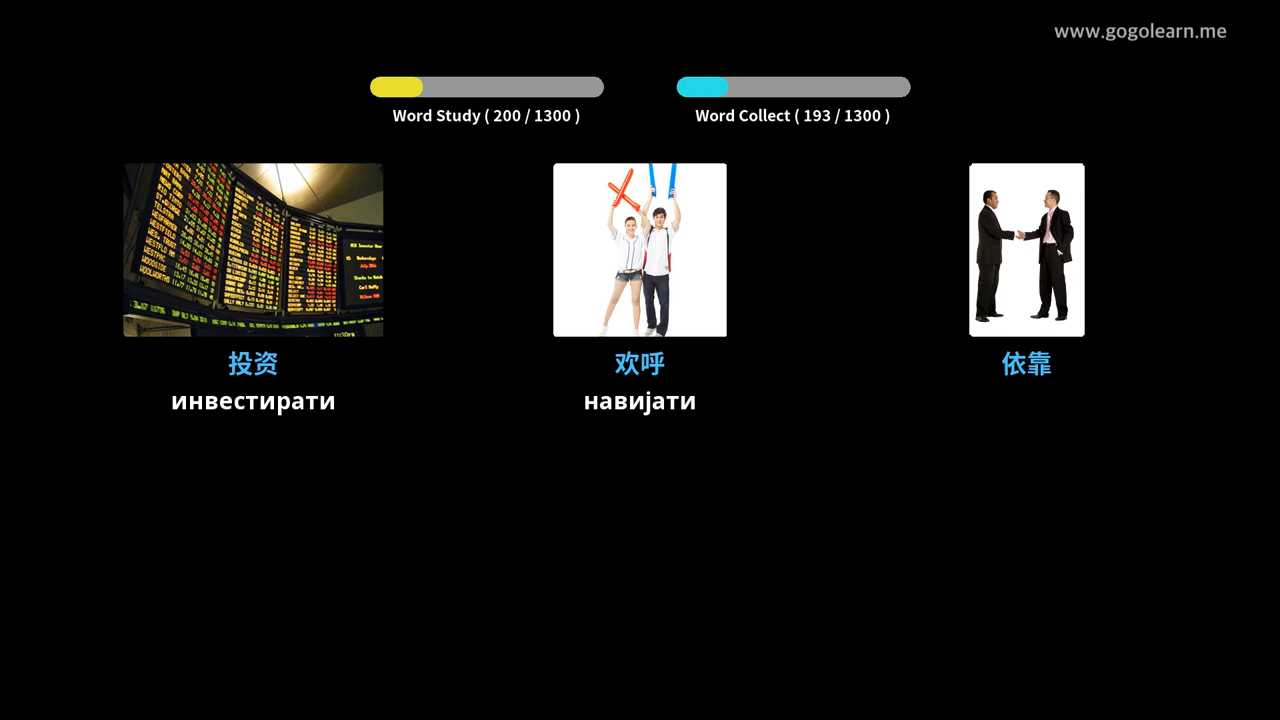 www.gogolearn.me
Word Study ( 200 / 1300 )
Word Collect ( 193 / 1300 )
投资
欢呼
依靠
инвестирати
навијати